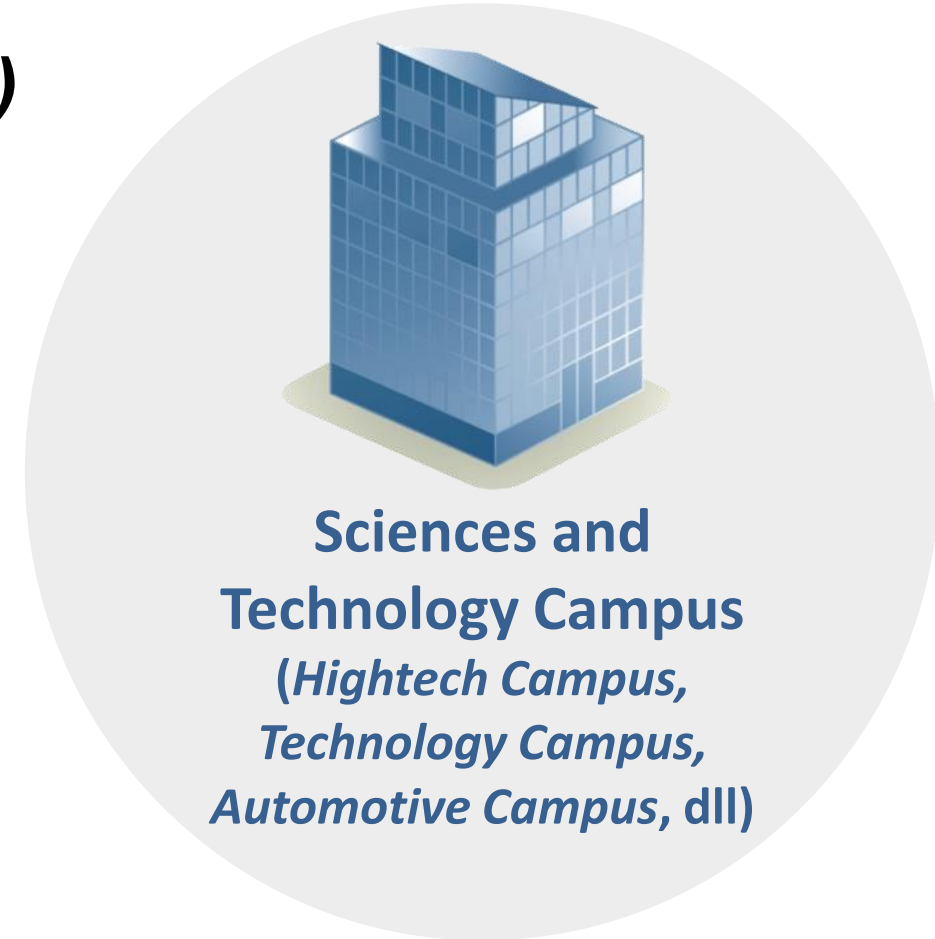 )
Sciences and
Technology Campus
(Hightech Campus,
Technology Campus,
Automotive Campus, dll)